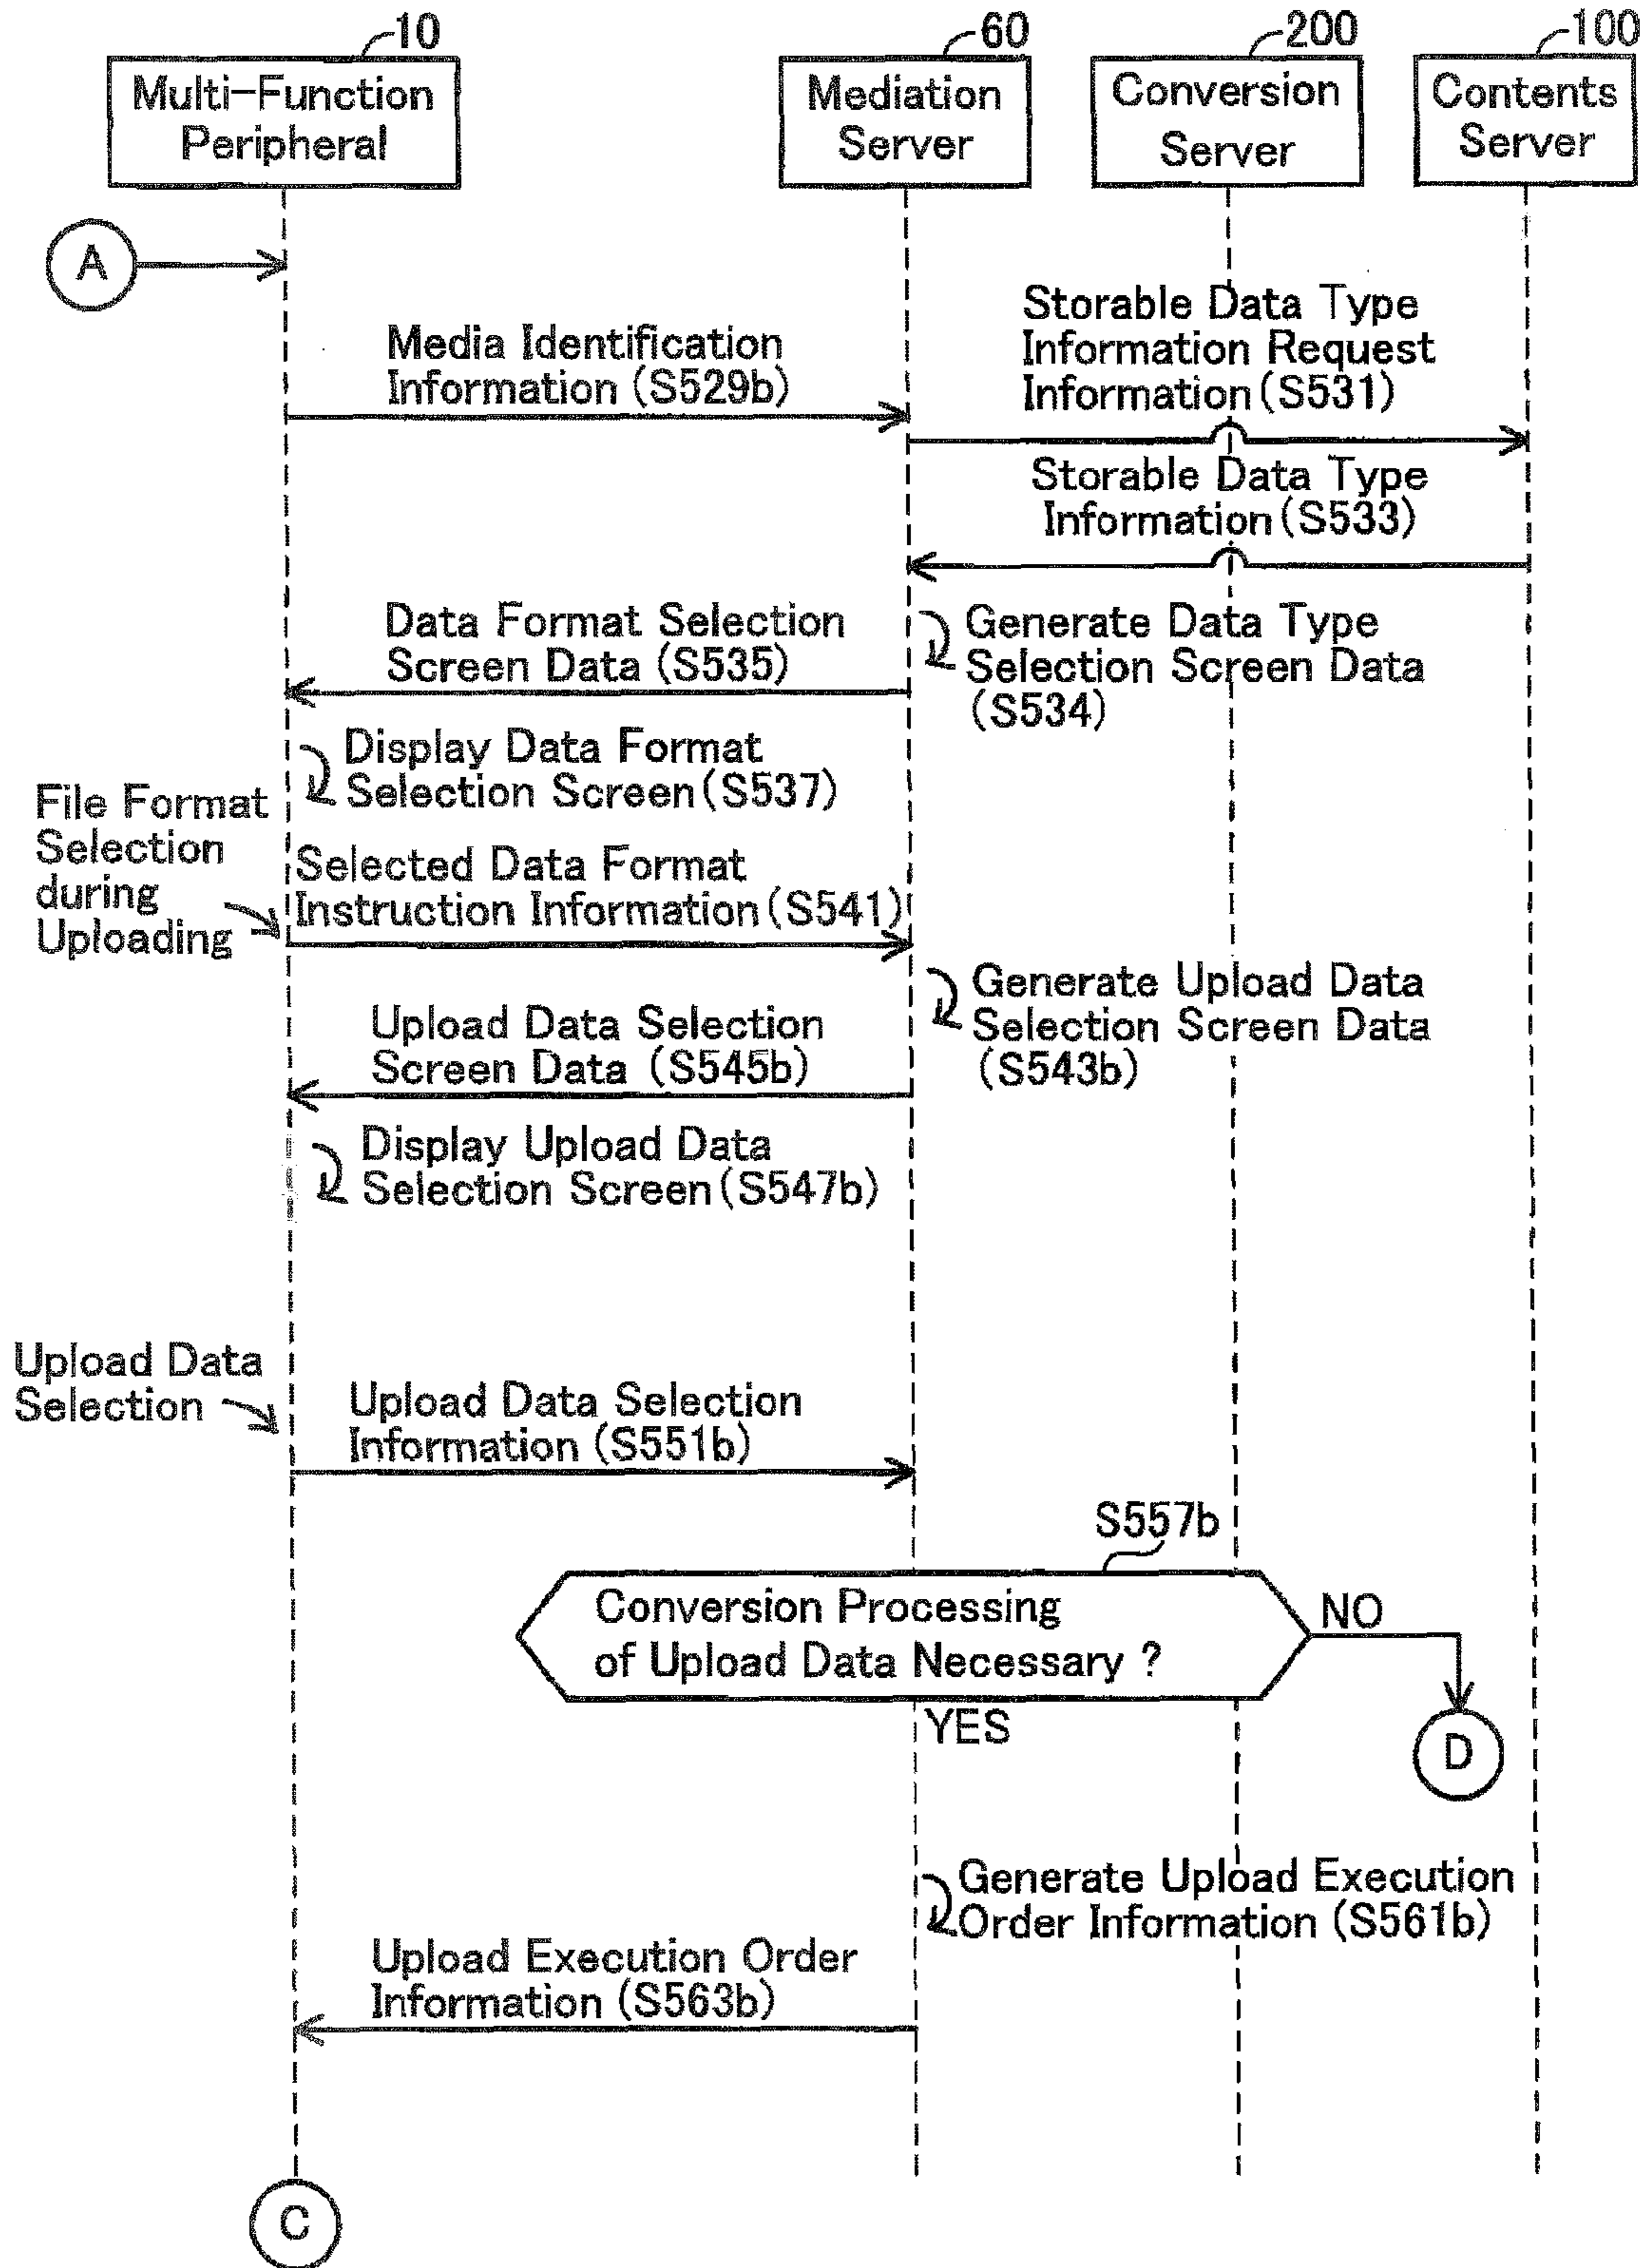 10
Multi-Function
Peripheral
60
Mediation
Server
200
Conversion
Server
100
Contents
Server
A
Media Identification
Information (S529b)
Storable Data Type
Information Request
Information (S531)
Storable Data Type
Information (S533)
Data Format Selection
Screen Data (S535)
Generate Data Type
Selection Screen Data
(S534)
Display Data Format
Selection Screen (S537)
File Format
Selection
during
Uploading
Selected Data Format
Instruction Information (S541)
Generate Upload Data
Selection Screen Data
(S543b)
Upload Data Selection
Screen Data (S545b)
Display Upload Data
Selection Screen (S547b)
Upload Data
Selection
Upload Data Selection
Information (S551b)
S557b
Conversion Processing
of Upload Data Necessary ?
NO
YES
D
Generate Upload Execution
Order Information (S561b)
Upload Execution Order
Information (S563b)
C